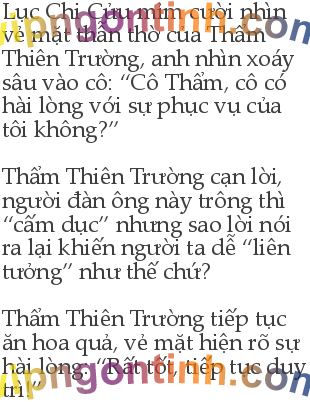 Lục Chi Cửu mỉm cười nhìn
vẻ mặt thẫn thờ của Thẩm
Thiên Trường, anh nhìn xoáy
sâu vào cô: “Cô Thẩm, cô có
hài lòng với sự phục vụ của
tôi không?”
Thẩm Thiên Trường cạn lời,
người đàn ông này trông thì
“cấm dục” nhưng sao lời nói
ra lại khiến người ta dễ “liên
tưởng” như thế chứ?
Thẩm Thiên Trường tiếp tục
ăn hoa quả, vẻ mặt hiện rõ sự
hài lòng: “Rất tốt, tiếp tục duy
trì.”
vipngontinh.com
vipngontinh.com